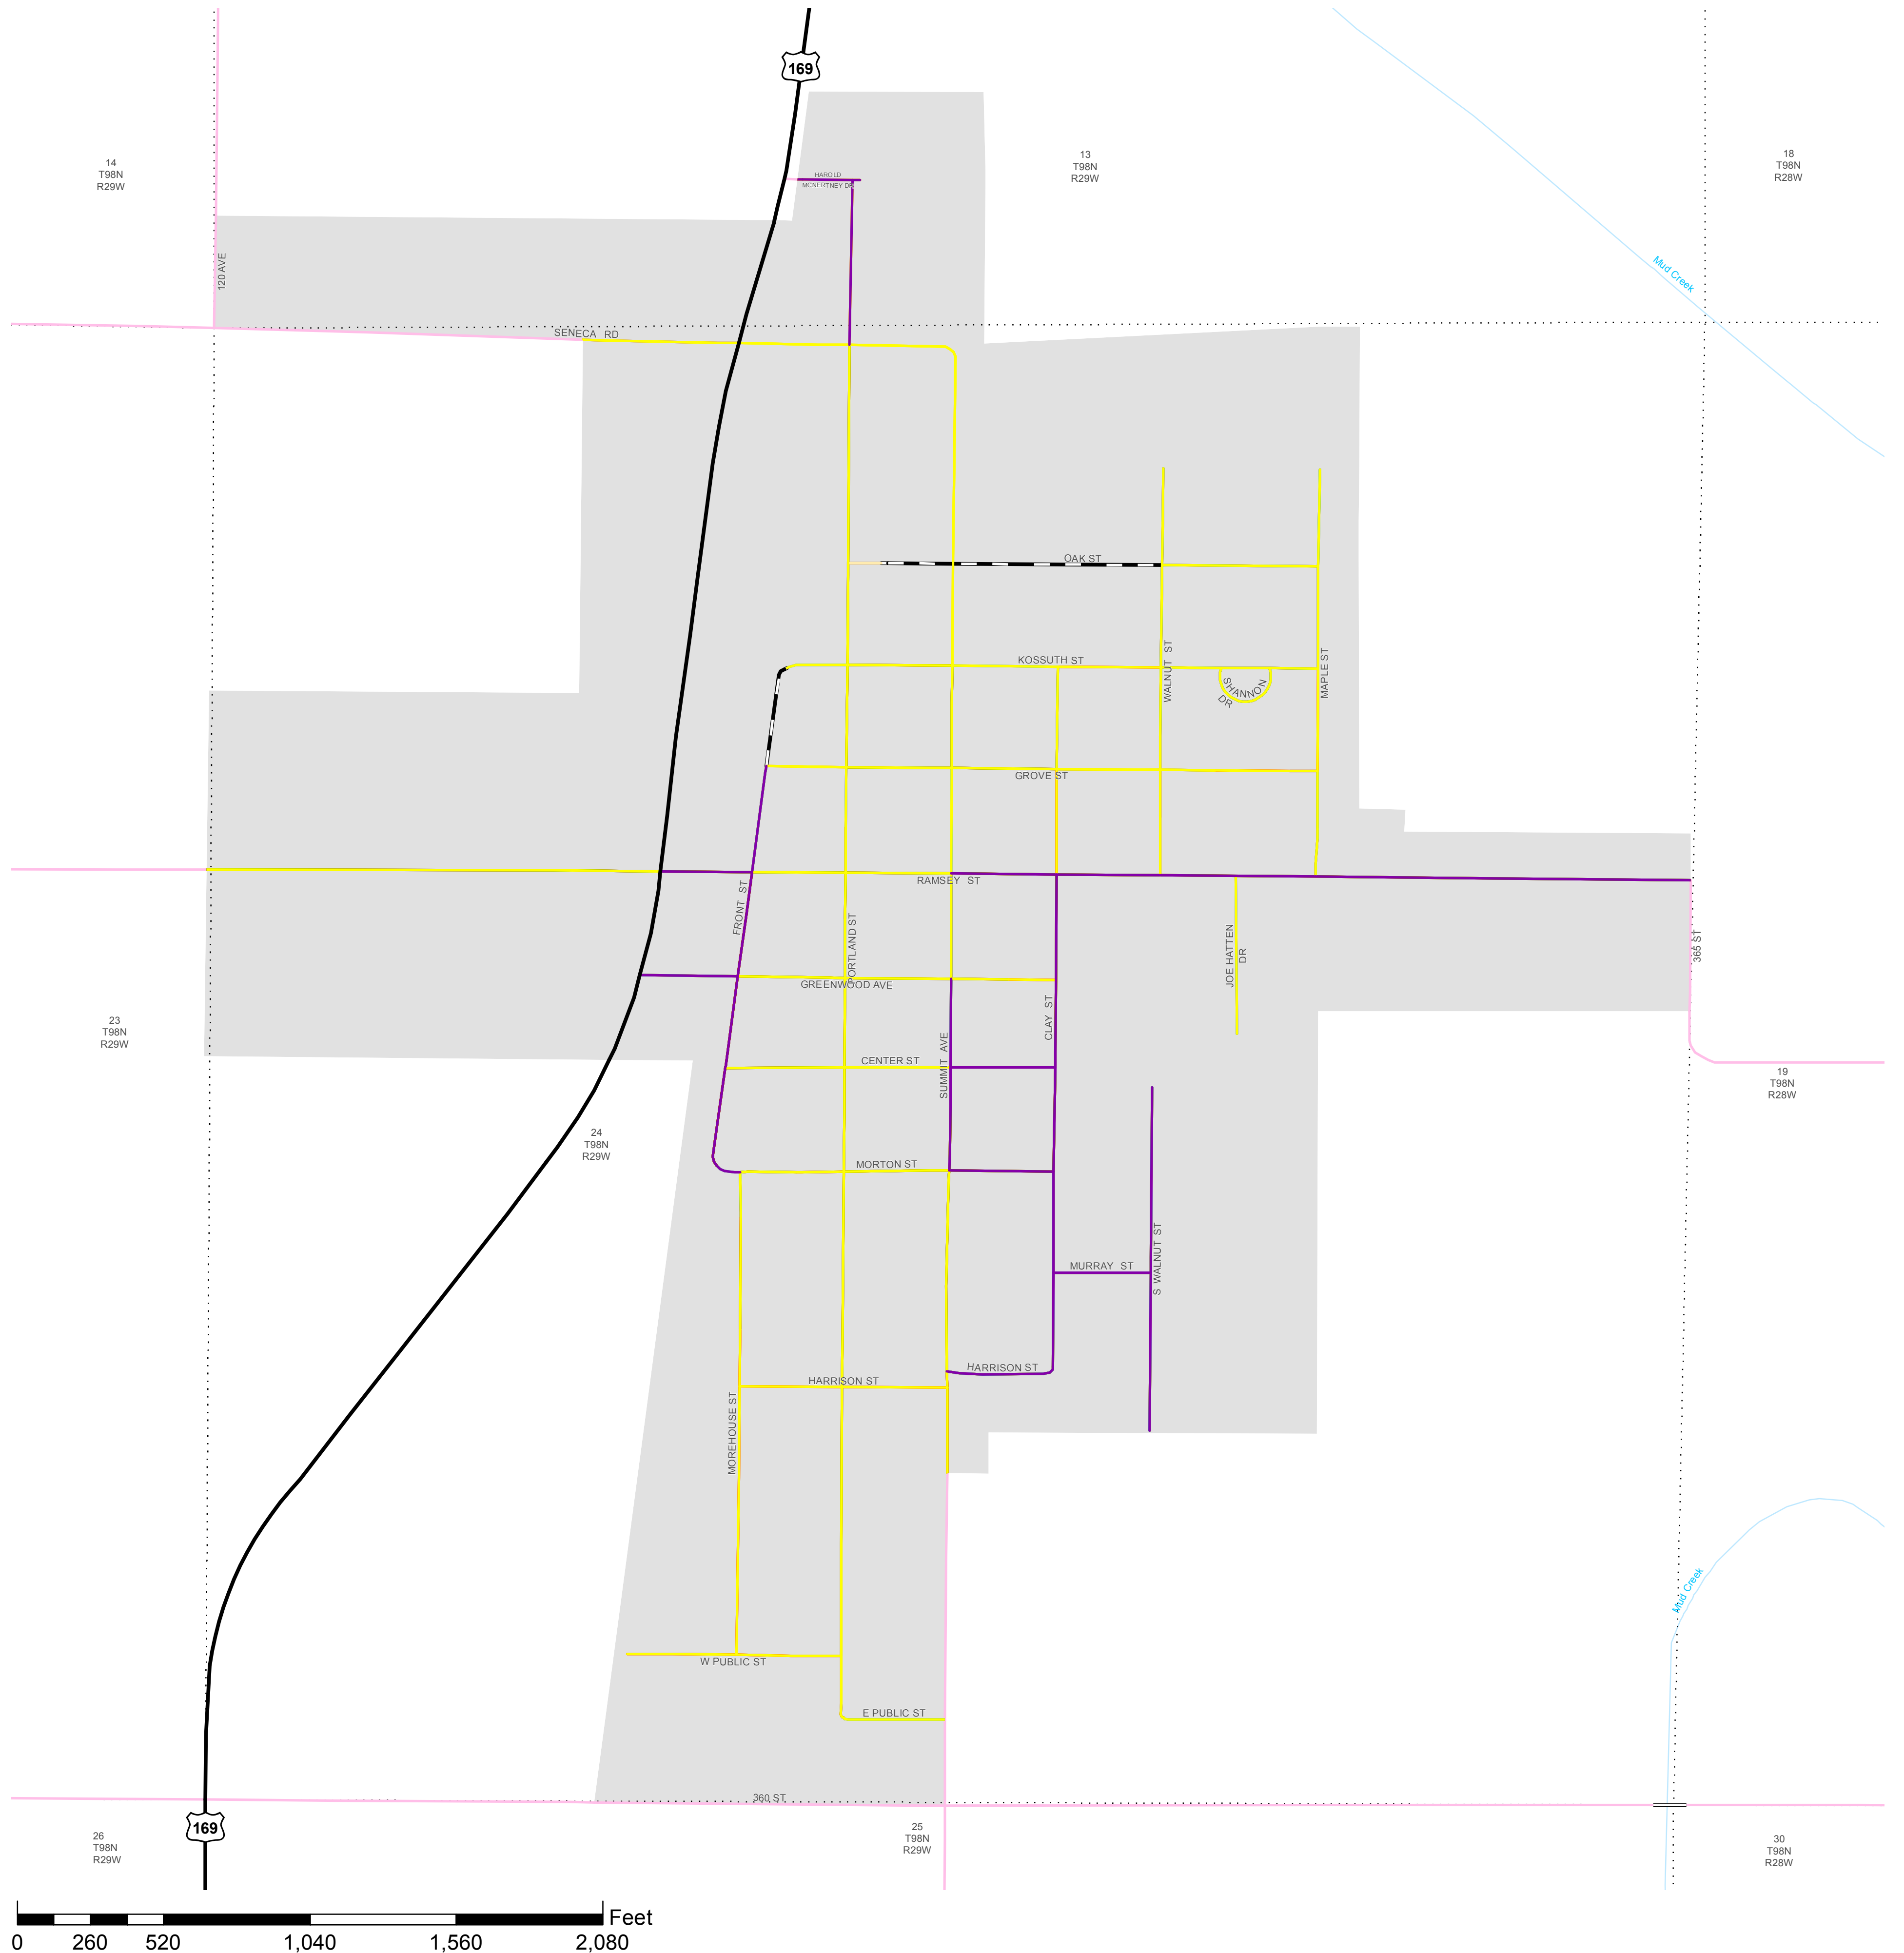 169
14
T98N
R29W
13
T98N
R29W
18
T98N
R28W
HAROLD
MCNERTNEY DR
120 AVE
Mud Creek
SENECA RD
OAK ST
KOSSUTH ST
WALNUT ST
MAPLE ST
SHANNON
DR
GROVE ST
RAMSEY ST
FRONT ST
PORTLAND ST
JOE HATTEN
DR
365 ST
GREENWOOD AVE
CLAY ST
SUMMIT AVE
CENTER ST
23
T98N
R29W
19
T98N
R28W
24
T98N
R29W
MORTON ST
MURRAY ST
S WALNUT ST
HARRISON ST
HARRISON ST
MOREHOUSE ST
Mud Creek
W PUBLIC ST
E PUBLIC ST
360 ST
169
26
T98N
R29W
25
T98N
R29W
30
T98N
R28W
Feet
0 260 520 1,040 1,560 2,080